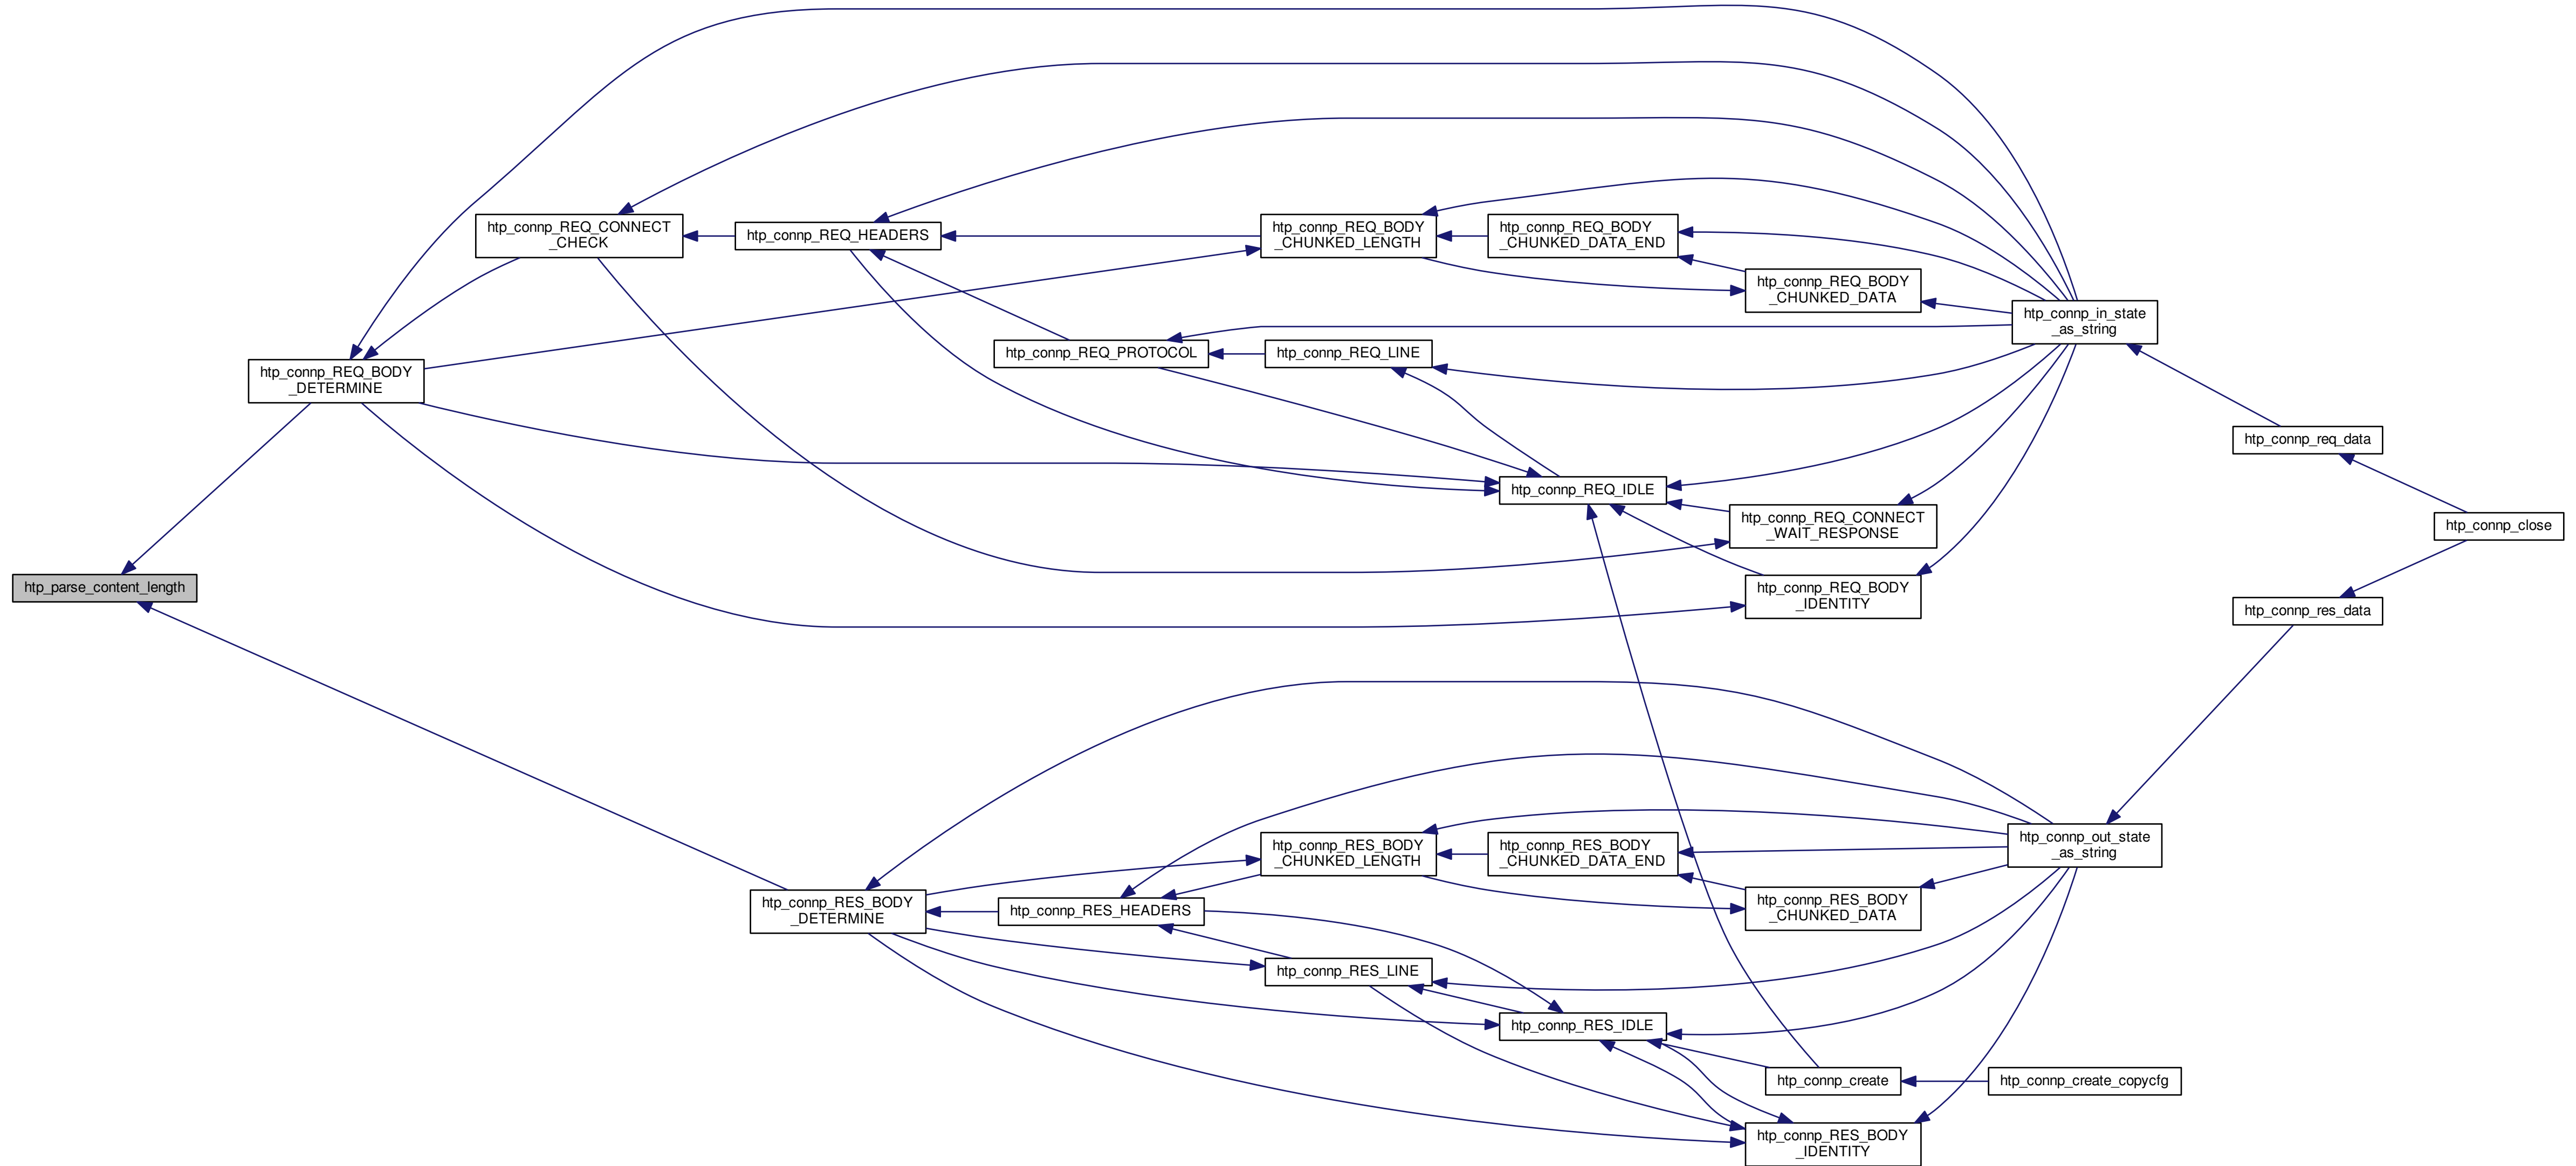 htp_parse_content_length
htp_connp_REQ_BODY
_DETERMINE
htp_connp_REQ_CONNECT
_CHECK
htp_connp_REQ_HEADERS
htp_connp_REQ_BODY
_CHUNKED_LENGTH
htp_connp_REQ_BODY
_CHUNKED_DATA_END
htp_connp_REQ_BODY
_CHUNKED_DATA
htp_connp_in_state
_as_string
htp_connp_REQ_PROTOCOL
htp_connp_REQ_LINE
htp_connp_REQ_IDLE
htp_connp_REQ_CONNECT
_WAIT_RESPONSE
htp_connp_REQ_BODY
_IDENTITY
htp_connp_req_data
htp_connp_close
htp_connp_res_data
htp_connp_RES_BODY
_DETERMINE
htp_connp_RES_HEADERS
htp_connp_RES_BODY
_CHUNKED_LENGTH
htp_connp_RES_BODY
_CHUNKED_DATA_END
htp_connp_RES_BODY
_CHUNKED_DATA
htp_connp_out_state
_as_string
htp_connp_RES_LINE
htp_connp_RES_IDLE
htp_connp_create
htp_connp_create_copycfg
htp_connp_RES_BODY
_IDENTITY